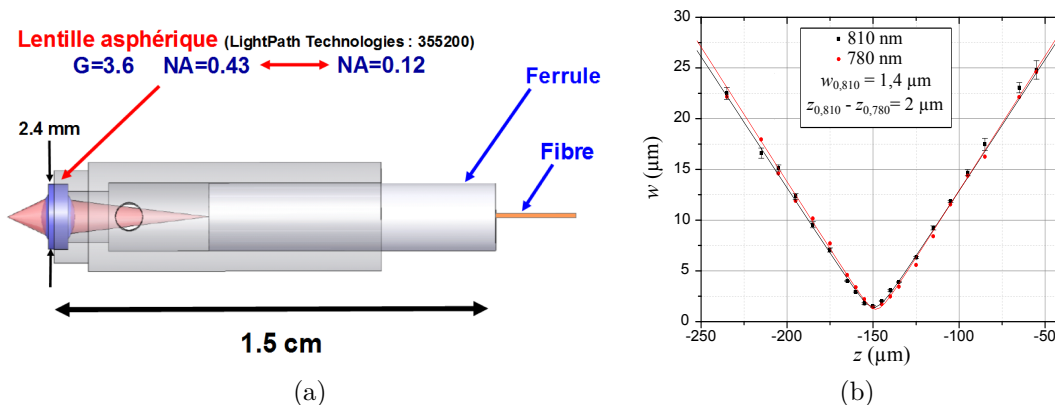 Lentille asphérique (LightPath Technologies : 355200)
G=3.6 NA=0.43 NA=0.12
Ferrule
2.4 mm
Fibre
1.5 cm
(a)
30
25
20
15
10
5
0
w (µm)
810 nm
780 nm
w0,810 = 1,4 µm
z0,810 - z0,780= 2 µm
-250 -200 -150 -100 -50
z (µm)
(b)